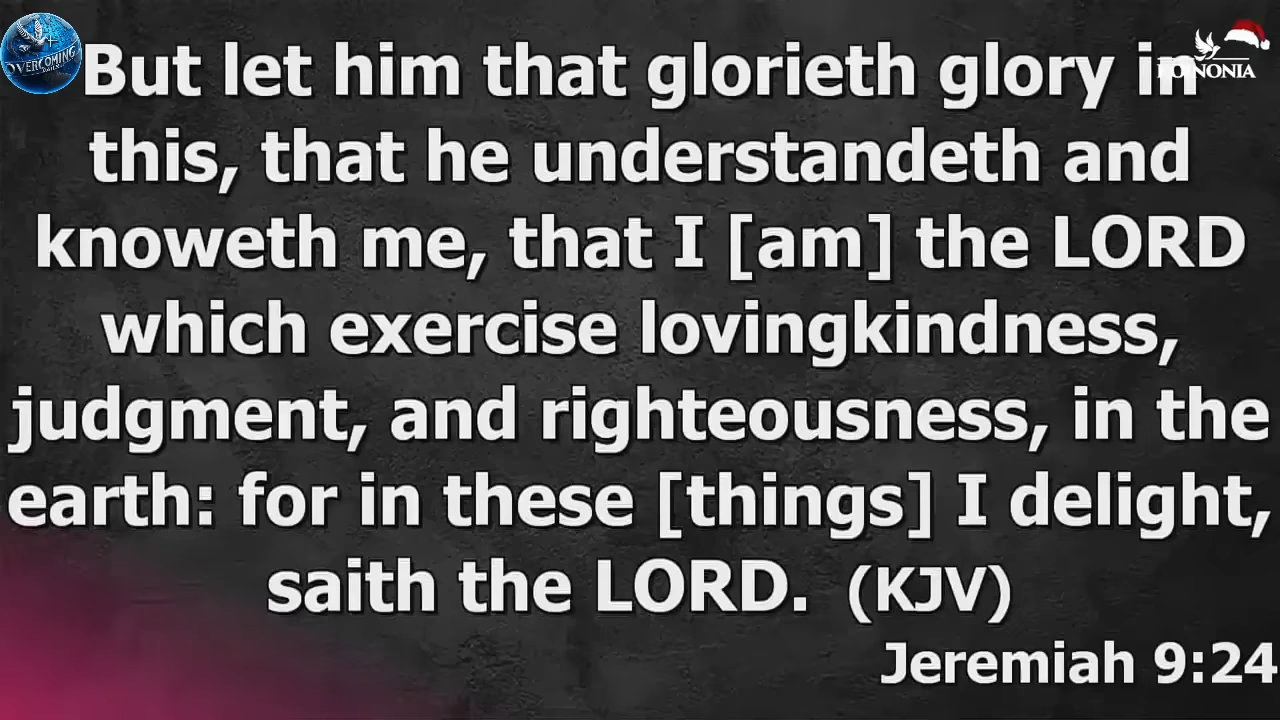 OVERCOMING
But let him that glorieth glory in
KOINONIA
this, that he understandeth and
knoweth me, that I [am] the LORD
which exercise lovingkindness,
judgment, and righteousness, in the
earth: for in these [things] I delight,
saith the LORD. (KJV)
Jeremiah 9:24